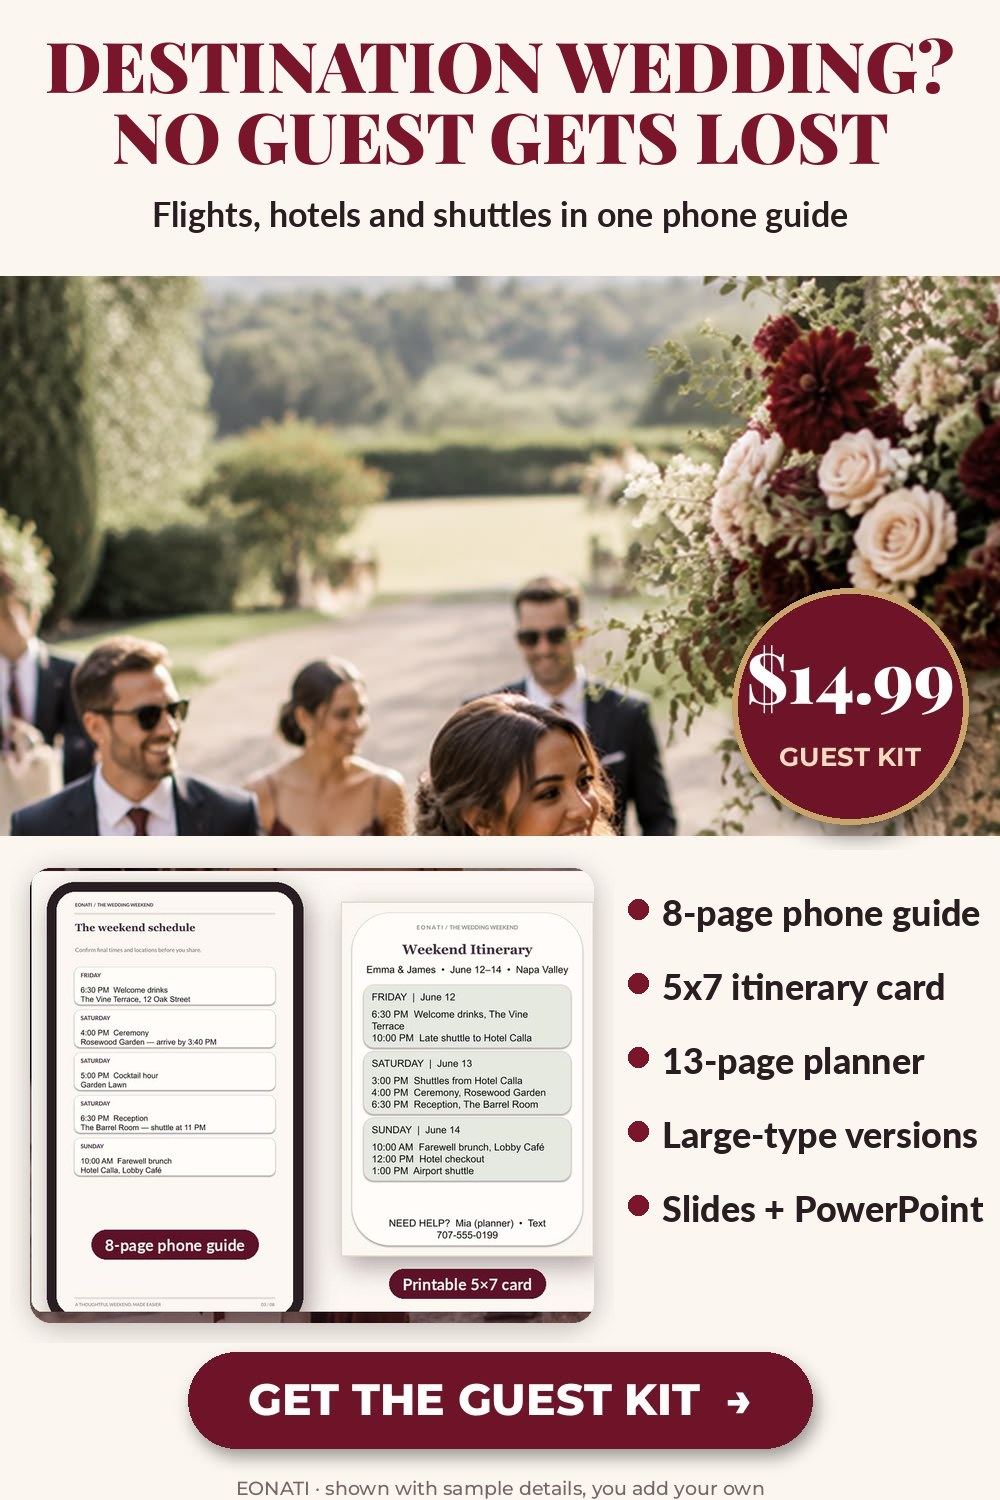 DESTINATION WEDDING?
NO GUEST GETS LOST
Flights, hotels and shuttles in one phone guide
$14.99
GUEST KIT
EONATI / THE WEDDING WEEKEND
The weekend schedule
Confirm final times and locations before you share.
FRIDAY
6:30 PM Welcome drinks
The Vine Terrace, 12 Oak Street
SATURDAY
4:00 PM Ceremony
Rosewood Garden — arrive by 3:40 PM
SATURDAY
5:00 PM Cocktail hour
Garden Lawn
SATURDAY
6:30 PM Reception
The Barrel Room — shuttle at 11 PM
SUNDAY
10:00 AM Farewell brunch
Hotel Calla, Lobby Café
8-page phone guide
A THOUGHTFUL WEEKEND, MADE EASIER
03 / 08
EONATI / THE WEDDING WEEKEND
Weekend Itinerary
Emma & James • June 12–14 • Napa Valley
FRIDAY | June 12
6:30 PM Welcome drinks, The Vine
Terrace
10:00 PM Late shuttle to Hotel Calla
SATURDAY | June 13
3:00 PM Shuttles from Hotel Calla
4:00 PM Ceremony, Rosewood Garden
6:30 PM Reception, The Barrel Room
SUNDAY | June 14
10:00 AM Farewell brunch, Lobby Café
12:00 PM Hotel checkout
1:00 PM Airport shuttle
NEED HELP? Mia (planner) • Text
707-555-0199
Printable 5×7 card
8-page phone guide
5x7 itinerary card
13-page planner
Large-type versions
Slides + PowerPoint
GET THE GUEST KIT →
EONATI · shown with sample details, you add your own